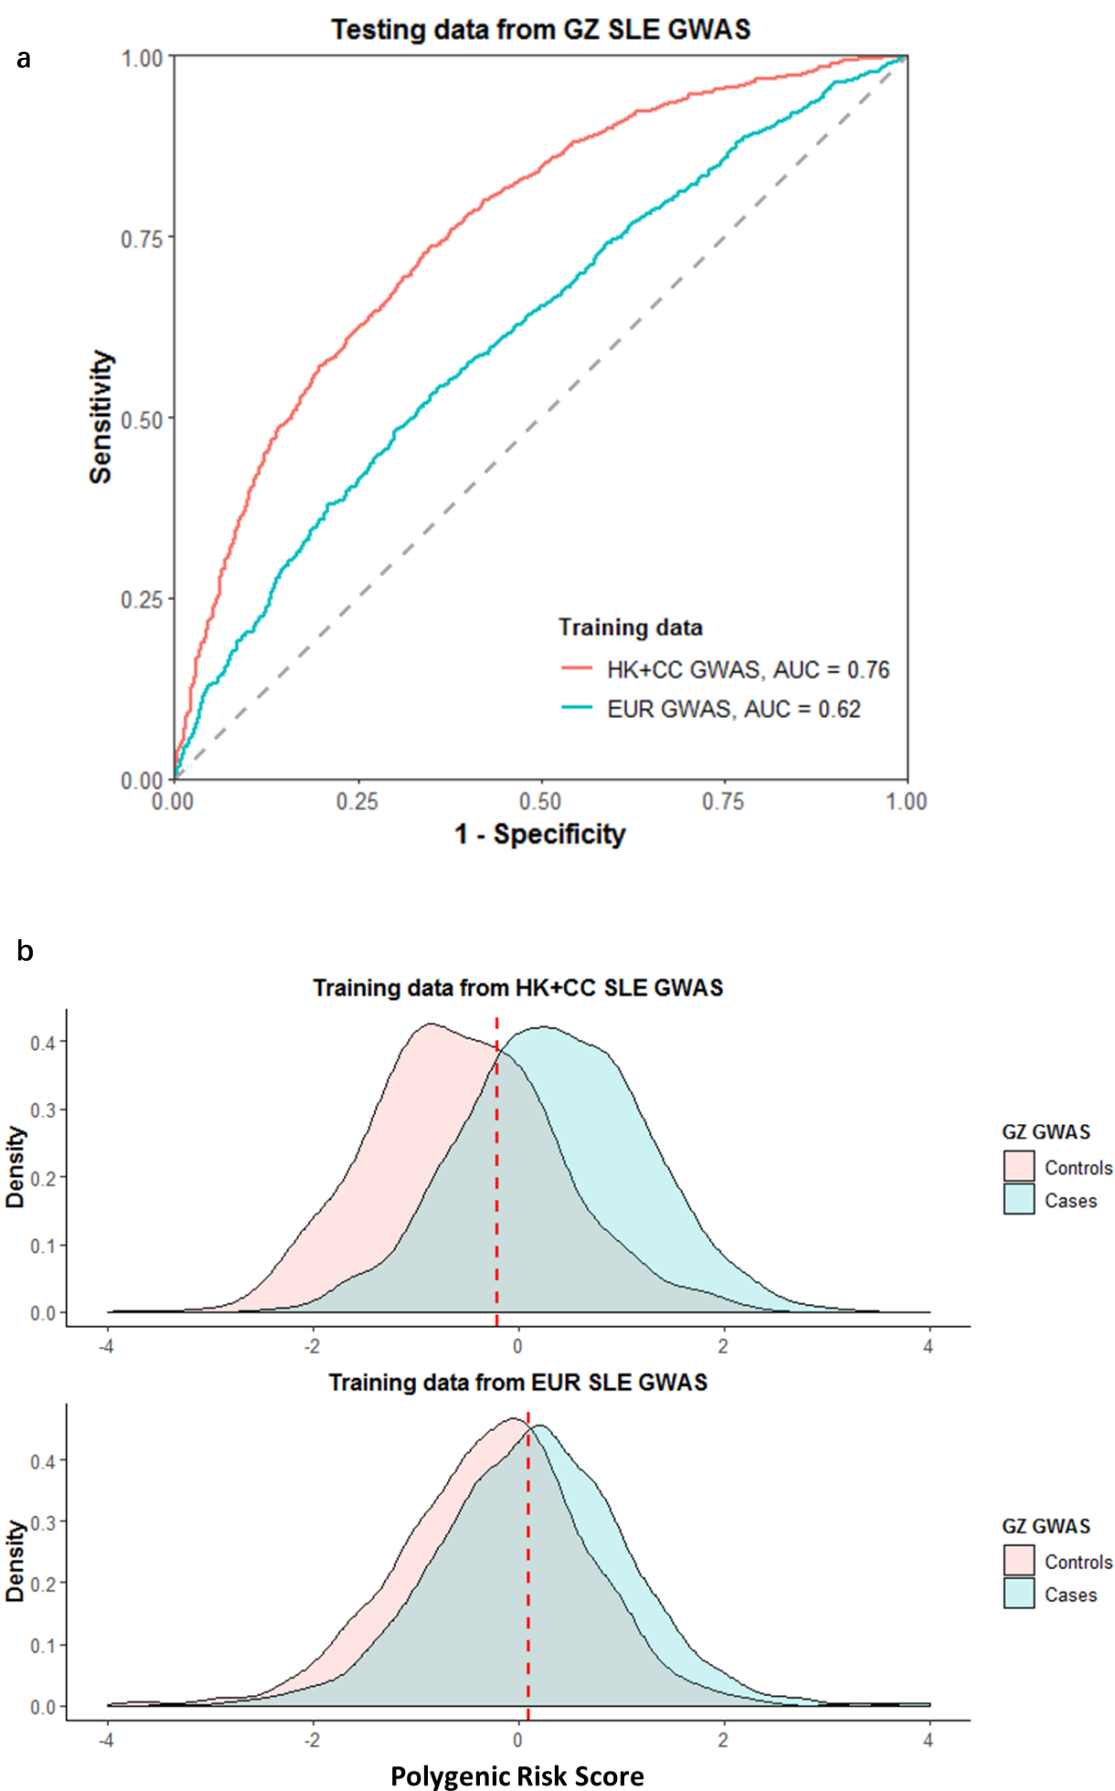 a
Testing data from GZ SLE GWAS
1.00
0.75
0.50
0.25
0.00
Sensitivity
Training data
HK+CC GWAS, AUC = 0.76
EUR GWAS, AUC = 0.62
0.00 0.25 0.50 0.75 1.00
1 - Specificity
b
Training data from HK+CC SLE GWAS
0.4
0.3
0.2
0.1
0.0
Density
-4 -2 0 2 4
GZ GWAS
Controls
Cases
Training data from EUR SLE GWAS
0.4
0.3
0.2
0.1
0.0
Density
-4 -2 0 2 4
GZ GWAS
Controls
Cases
Polygenic Risk Score